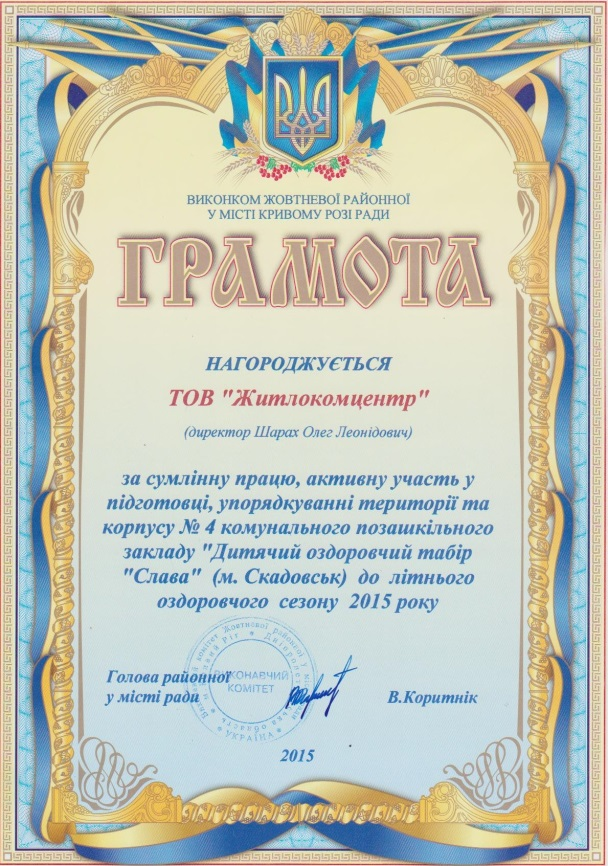 ВИКОНКОМ ЖОВТНЕВОЇ РАЙОННОЇ
У МІСТІ КРИВОМУ РОЗІ РАДИ
ГРАМОТА
НАГОРОДЖУЄТЬСЯ
ТОВ "Житлокомцентр"
(директор Шарах Олег Леонідович)
за сумлінну працю, активну участь у
підготовці, упорядкуванні території та
корпусу № 4 комунального позашкільного
закладу "Дитячий оздоровчий табір
"Слава" (м. Скадовськ) до літнього
оздоровчого сезону 2015 року
Голова районної
у місті ради
В.Коритнік
ВИКОНАВЧИЙ
КОМІТЕТ
УКРАЇНА
2015